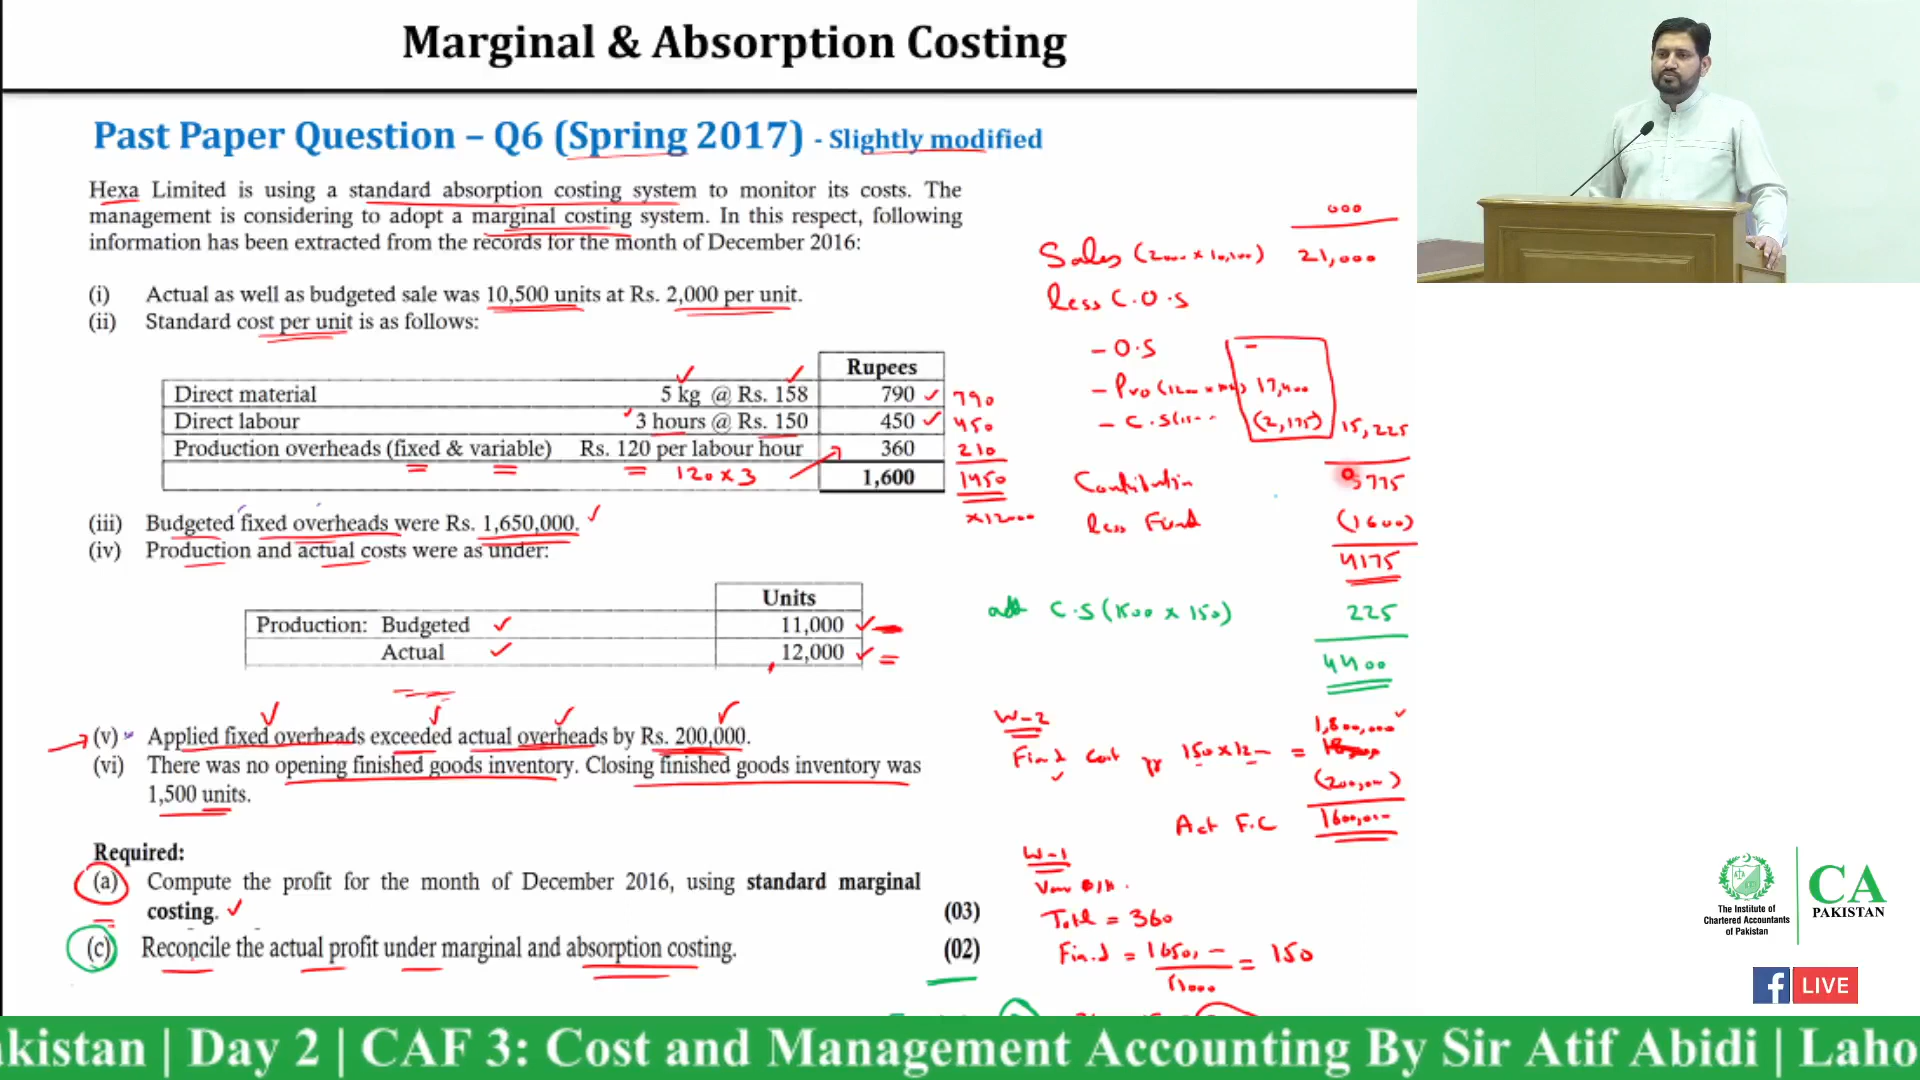 Marginal & Absorption Costing
Past Paper Question – Q6 (Spring 2017) - Slightly modified
Hexa Limited is using a standard absorption costing system to monitor its costs. The
management is considering to adopt a marginal costing system. In this respect, following
information has been extracted from the records for the month of December 2016:
(i) Actual as well as budgeted sale was 10,500 units at Rs. 2,000 per unit.
(ii) Standard cost per unit is as follows:
Rupees
Direct material 5 kg @ Rs. 158 790 790
Direct labour 3 hours @ Rs. 150 450 450
Production overheads (fixed & variable) Rs. 120 per labour hour 360 210
120 x 3 1,600 1450
x12000
(iii) Budgeted fixed overheads were Rs. 1,650,000.
(iv) Production and actual costs were as under:
Units
Production: Budgeted 11,000
Actual 12,000
(v) Applied fixed overheads exceeded actual overheads by Rs. 200,000.
(vi) There was no opening finished goods inventory. Closing finished goods inventory was
1,500 units.
Required:
(a) Compute the profit for the month of December 2016, using standard marginal
costing. (03)
(c) Reconcile the actual profit under marginal and absorption costing. (02)
000
Sales 21,000
less C.O.S
- O.S -
- Pro 17,400
- C.S (2,175) 15,225
Contribution 5775
less Fixed (1600)
4175
add C.S (1500 x 150) 225
4400
W-2
1,800,000
Fixed Cost 150 x 12 - =
(200,000)
Act F.C 1600,000
W-1
Var O/H.
Total = 360
Fixed = 1650, - = 150
11000
The Institute of
Chartered Accountants
of Pakistan
CA
PAKISTAN
f LIVE
akistan | Day 2 | CAF 3: Cost and Management Accounting By Sir Atif Abidi | Laho